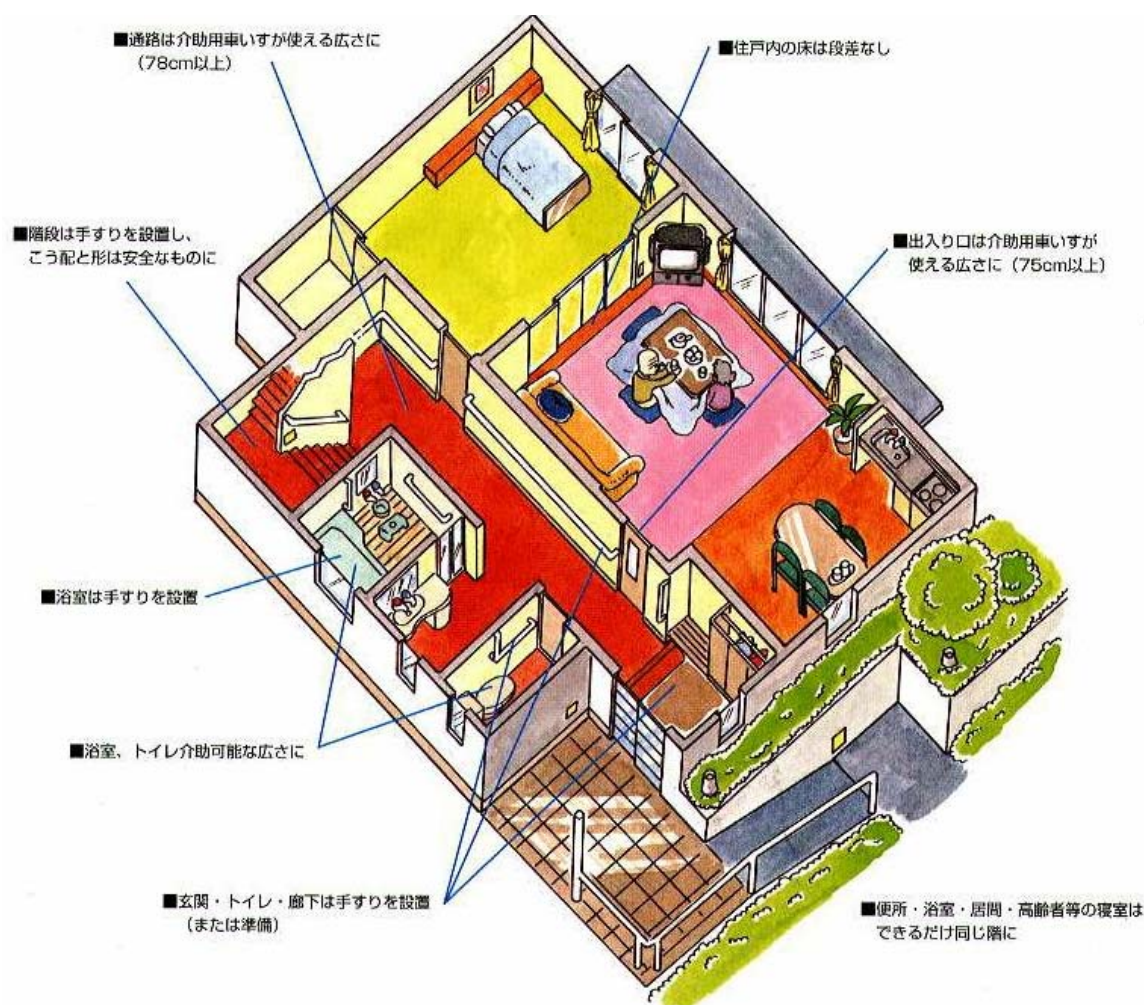 ■通路は介助用車いすが使える広さに
（78cm以上）
■住戸内の床は段差なし
■階段は手すりを設置し、
こう配と形は安全なものに
■出入り口は介助用車いすが
使える広さに（75cm以上）
■浴室は手すりを設置
■浴室、トイレ介助可能な広さに
■玄関・トイレ・廊下は手すりを設置
（または準備）
■便所・浴室・居間・高齢者等の寝室は
できるだけ同じ階に